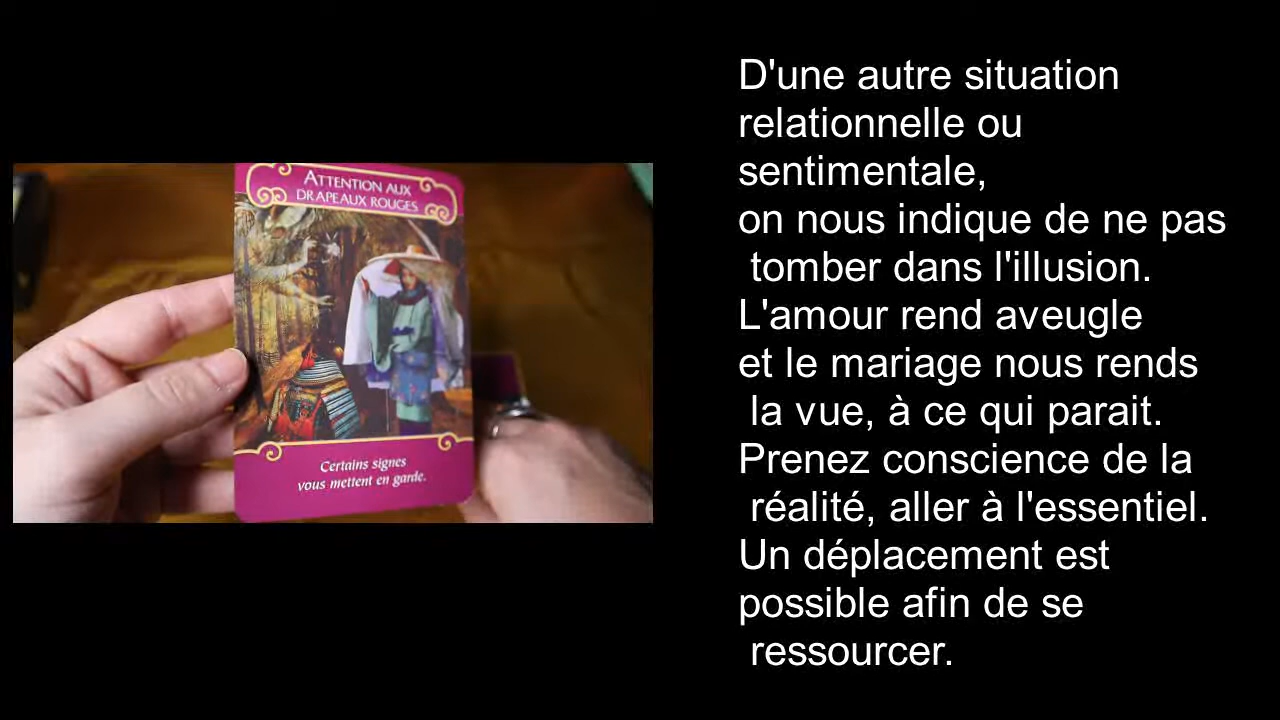 ATTENTION AUX
DRAPEAUX ROUGES
Certains signes
vous mettent en garde.
D'une autre situation
relationnelle ou
sentimentale,
on nous indique de ne pas
tomber dans l'illusion.
L'amour rend aveugle
et le mariage nous rends
la vue, à ce qui parait.
Prenez conscience de la
réalité, aller à l'essentiel.
Un déplacement est
possible afin de se
ressourcer.